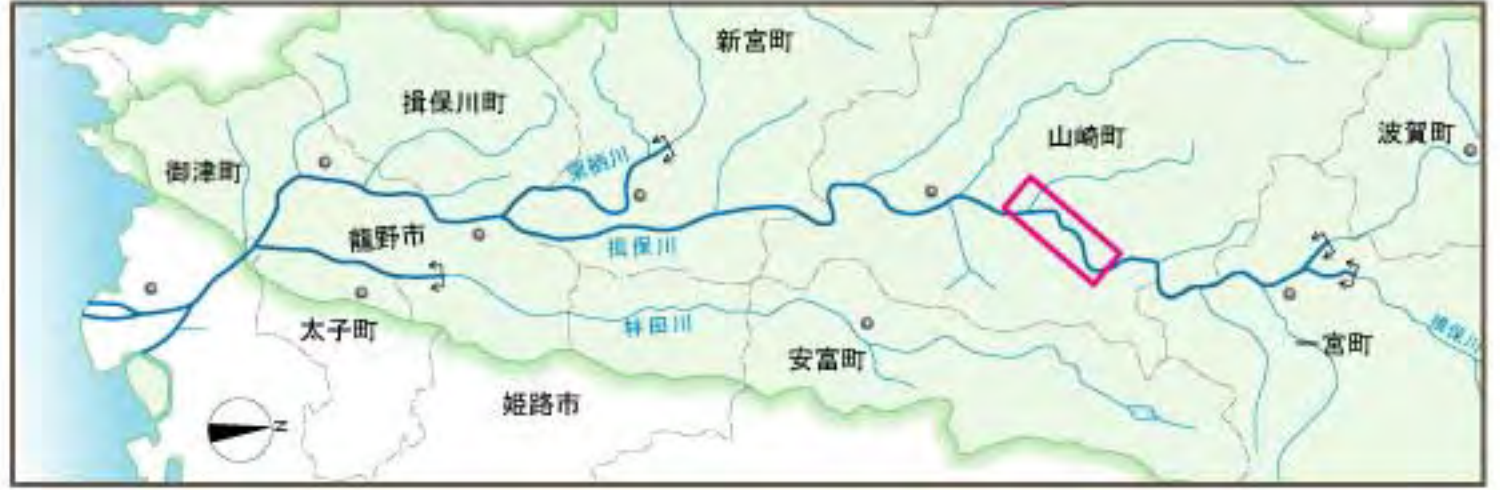 新宮町
揖保川町
山崎町
波賀町
御津町
栗栖川
龍野市
揖保川
林田川
太子町
安富町
一宮町
揖保川
姫路市
N